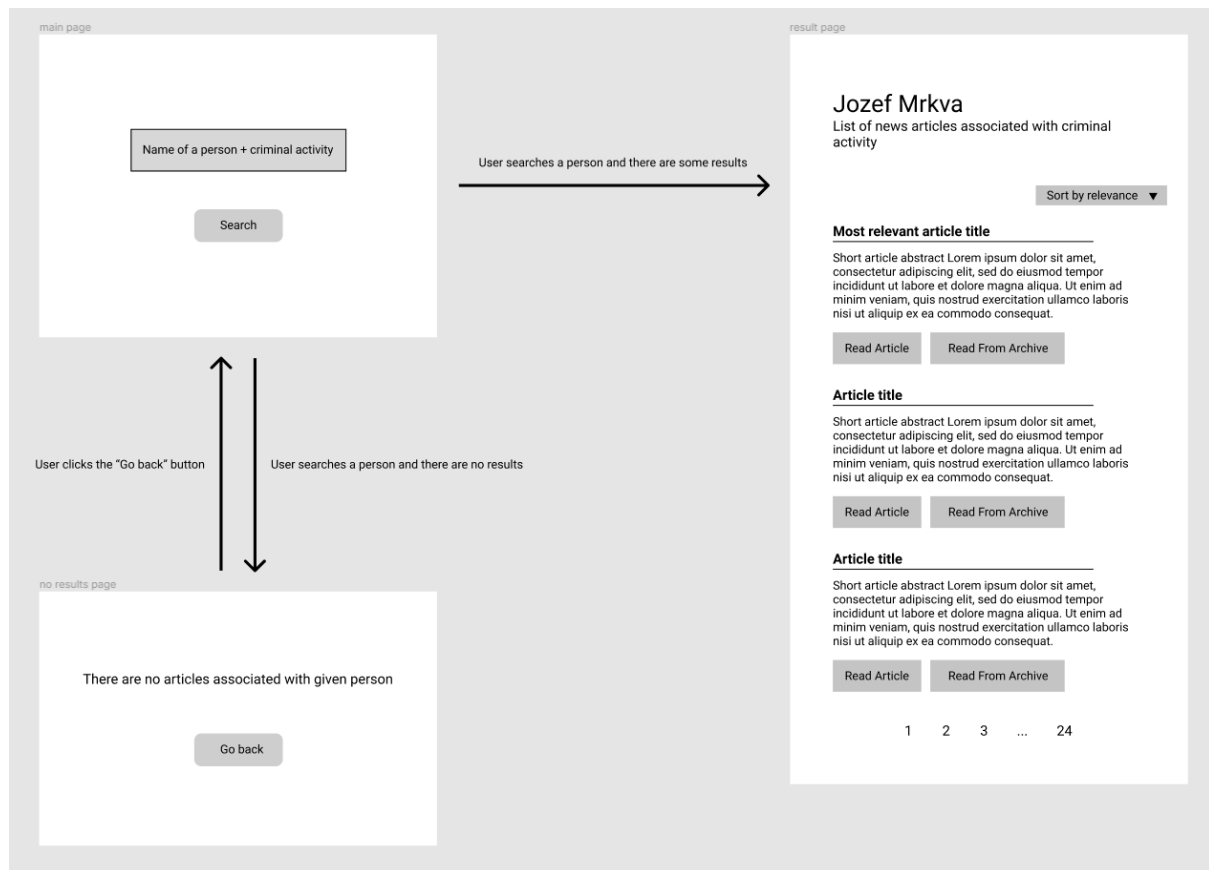 main page
Name of a person + criminal activity
Search
User searches a person and there are some results
User clicks the “Go back” button
User searches a person and there are no results
no results page
There are no articles associated with given person
Go back
result page
Jozef Mrkva
List of news articles associated with criminal
activity
Sort by relevance ▼
Most relevant article title
Short article abstract Lorem ipsum dolor sit amet,
consectetur adipiscing elit, sed do eiusmod tempor
incididunt ut labore et dolore magna aliqua. Ut enim ad
minim veniam, quis nostrud exercitation ullamco laboris
nisi ut aliquip ex ea commodo consequat.
Read Article Read From Archive
Article title
Short article abstract Lorem ipsum dolor sit amet,
consectetur adipiscing elit, sed do eiusmod tempor
incididunt ut labore et dolore magna aliqua. Ut enim ad
minim veniam, quis nostrud exercitation ullamco laboris
nisi ut aliquip ex ea commodo consequat.
Read Article Read From Archive
Article title
Short article abstract Lorem ipsum dolor sit amet,
consectetur adipiscing elit, sed do eiusmod tempor
incididunt ut labore et dolore magna aliqua. Ut enim ad
minim veniam, quis nostrud exercitation ullamco laboris
nisi ut aliquip ex ea commodo consequat.
Read Article Read From Archive
1 2 3 ... 24